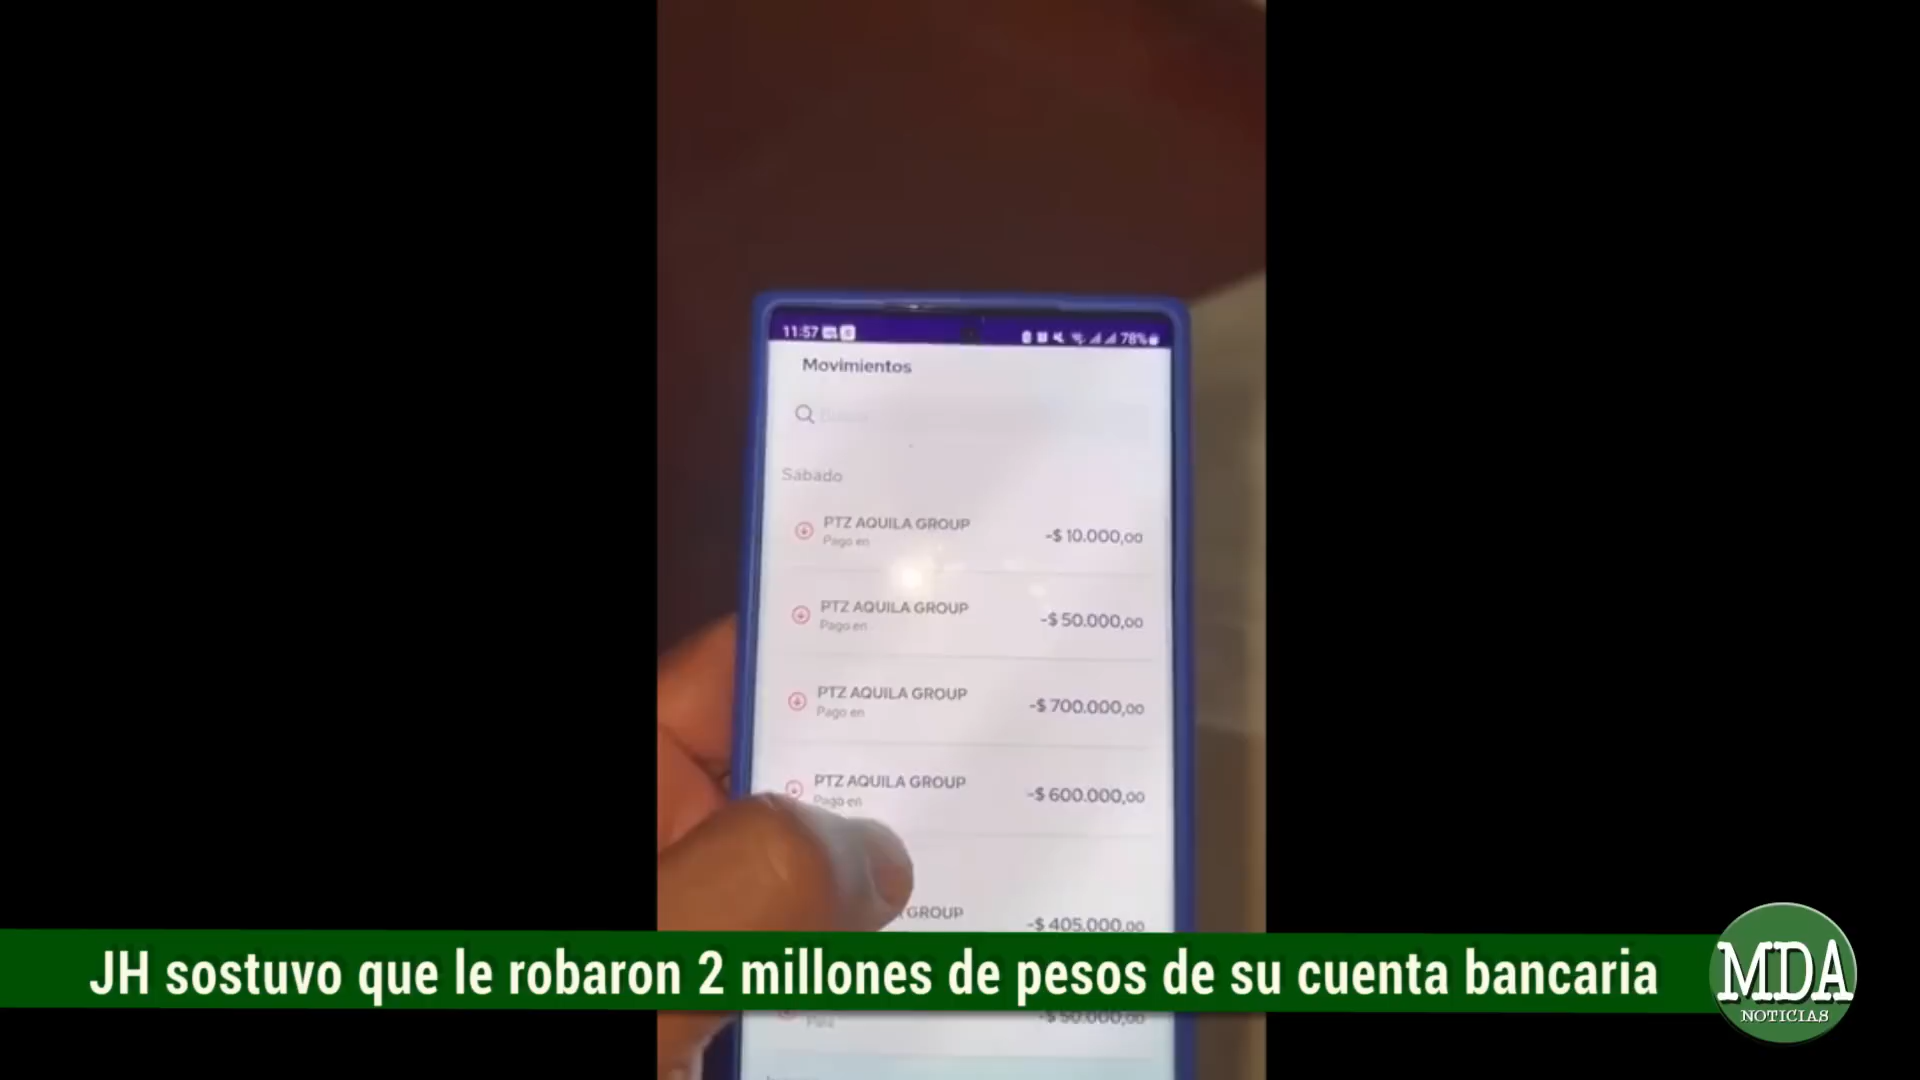 11:57
78%
Movimientos
Sábado
PTZ AQUILA GROUP
-$ 10.000,00
Pago en
PTZ AQUILA GROUP
-$ 50.000,00
Pago en
PTZ AQUILA GROUP
-$ 700.000,00
Pago en
PTZ AQUILA GROUP
-$ 600.000,00
Pago en
GROUP
-$ 405.000,00
JH sostuvo que le robaron 2 millones de pesos de su cuenta bancaria
MDA
NOTICIAS
-$ 50.000,00